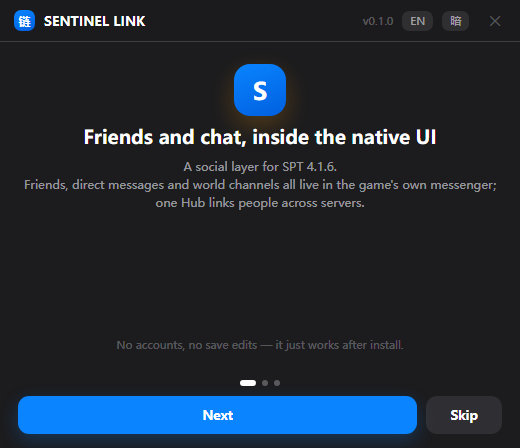 链 SENTINEL LINK v0.1.0 EN 暗
S
Friends and chat, inside the native UI
A social layer for SPT 4.1.6.
Friends, direct messages and world channels all live in the game's own messenger;
one Hub links people across servers.
No accounts, no save edits — it just works after install.
Next Skip